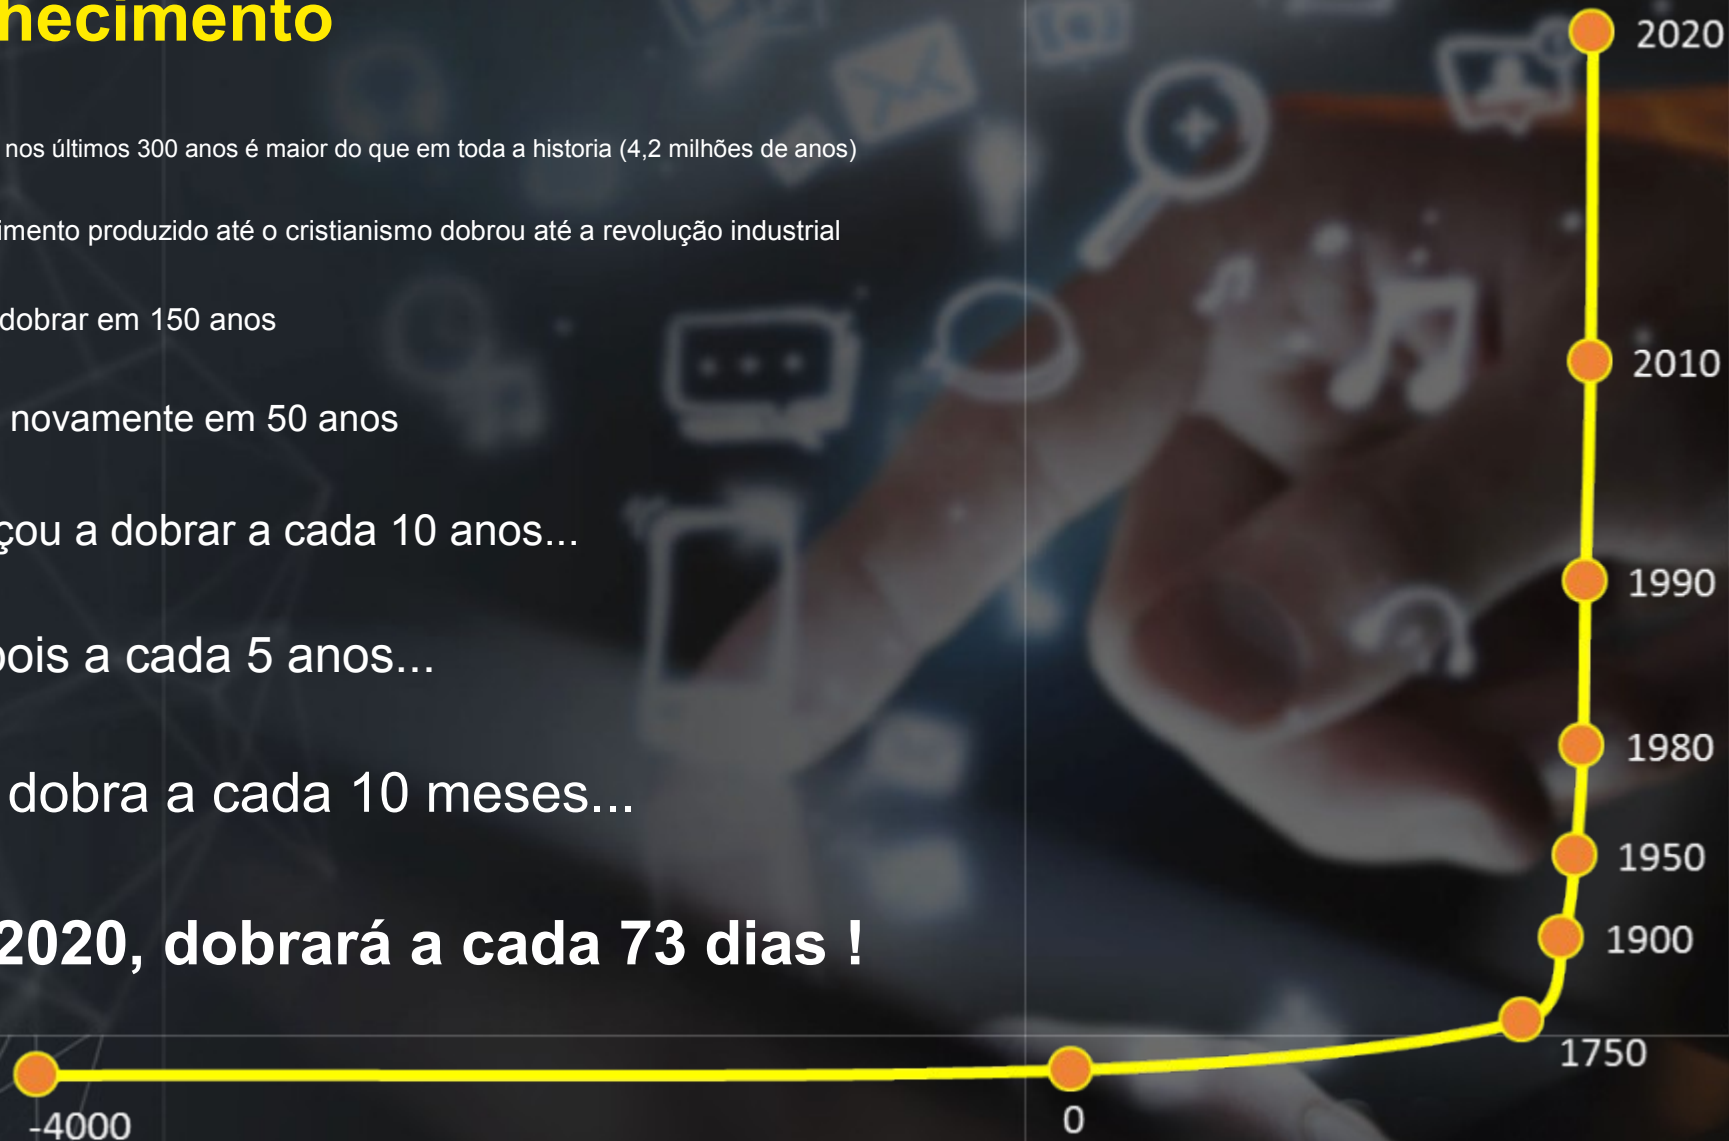 hecimento
nos últimos 300 anos é maior do que em toda a historia (4,2 milhões de anos)
imento produzido até o cristianismo dobrou até a revolução industrial
dobrar em 150 anos
novamente em 50 anos
çou a dobrar a cada 10 anos...
pois a cada 5 anos...
dobra a cada 10 meses...
2020, dobrará a cada 73 dias !
2020
2010
1990
1980
1950
1900
1750
0
-4000